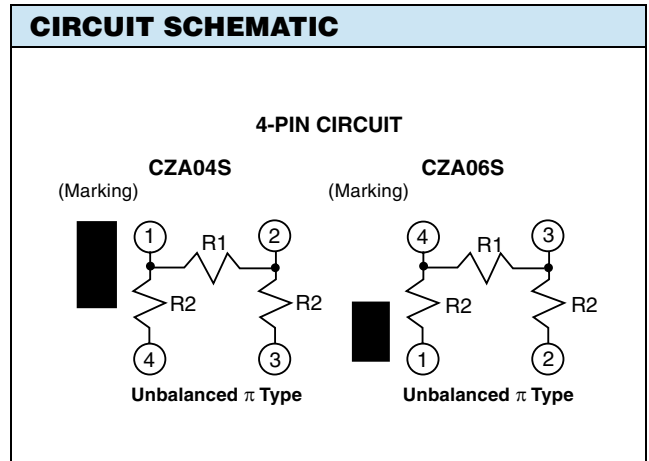 CIRCUIT SCHEMATIC
4-PIN CIRCUIT
CZA04S
(Marking)
1
2
R1
R2
R2
4
3
Unbalanced π Type
CZA06S
(Marking)
4
3
R1
R2
R2
1
2
Unbalanced π Type